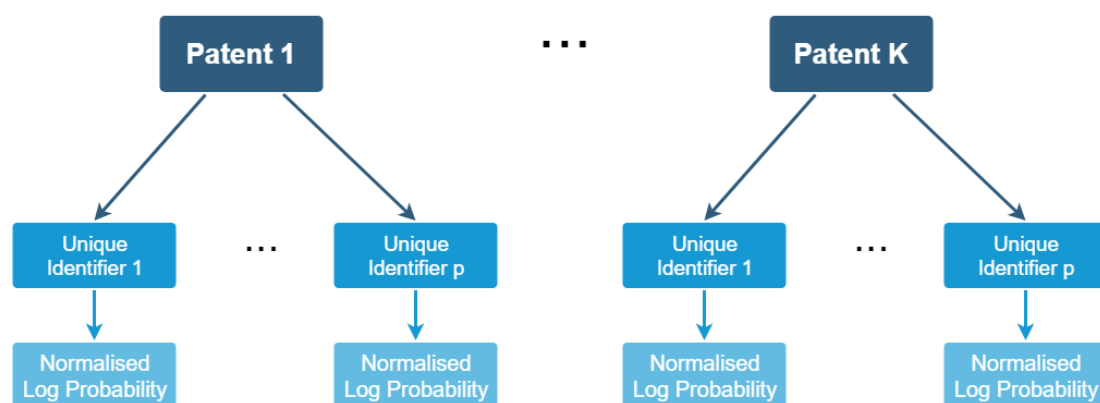 Patent 1
...
Patent K
Unique
Identifier 1
...
Unique
Identifier p
Unique
Identifier 1
...
Unique
Identifier p
Normalised
Log Probability
Normalised
Log Probability
Normalised
Log Probability
Normalised
Log Probability